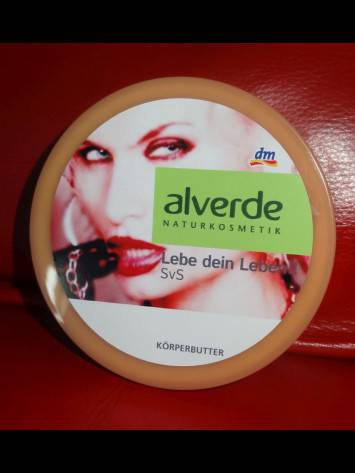 dm
alverde
NATURKOSMETIK
Lebe dein Leben
SvS
KÖRPERBUTTER